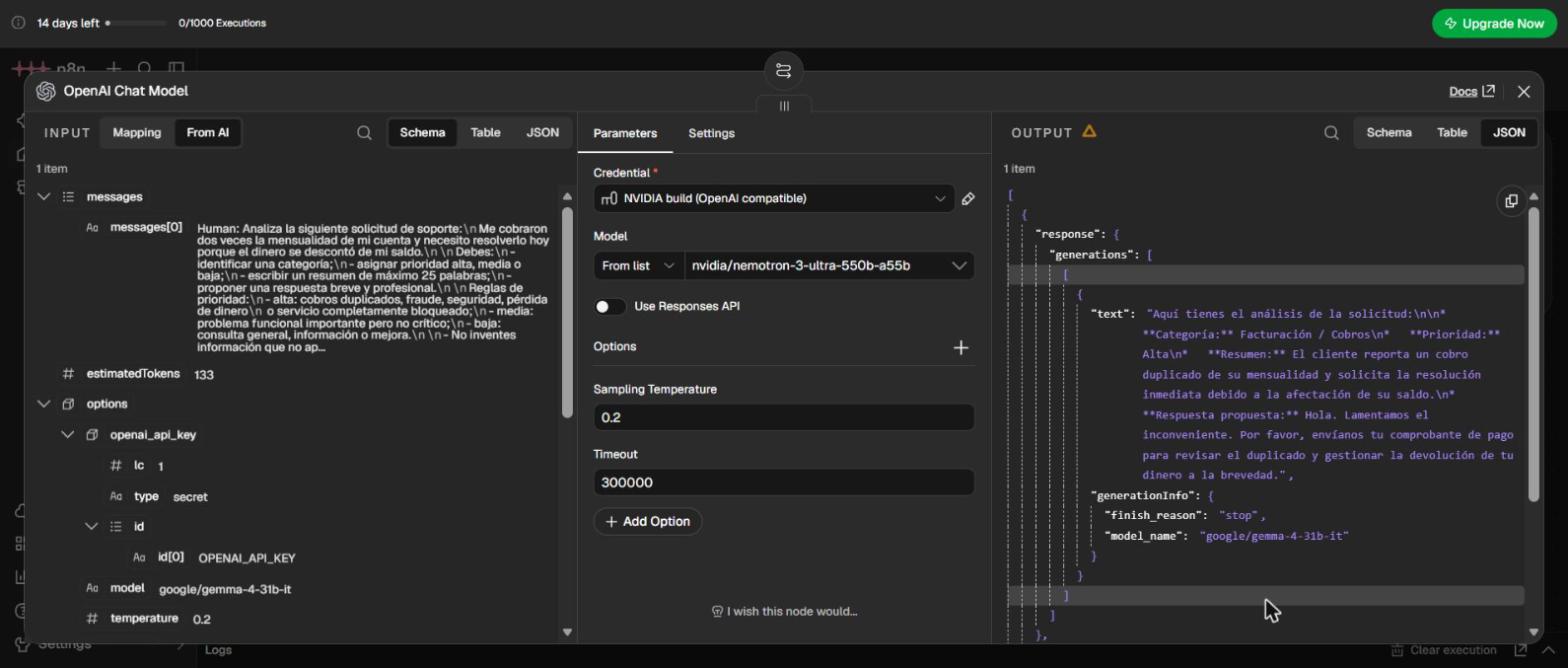 14 days left
0/1000 Executions
Upgrade Now
n8n
OpenAI Chat Model
Docs
INPUT
Mapping
From AI
Schema
Table
JSON
1 item
messages
messages[0]
Human: Analiza la siguiente solicitud de soporte:\n Me cobraron
dos veces la mensualidad de mi cuenta y necesito resolverlo hoy
porque el dinero se descontó de mi saldo.\n \n Debes:\n -
identificar una categoría;\n - asignar prioridad alta, media o
baja;\n - escribir un resumen de máximo 25 palabras;\n -
proponer una respuesta breve y profesional.\n \n Reglas de
prioridad:\n - alta: cobros duplicados, fraude, seguridad, pérdida
de dinero\n o servicio completamente bloqueado;\n - media:
problema funcional importante pero no crítico;\n - baja:
consulta general, información o mejora.\n \n - No inventes
información que no ap...
estimatedTokens 133
options
openai_api_key
lc 1
type secret
id
id[0] OPENAI_API_KEY
model google/gemma-4-31b-it
temperature 0.2
Parameters
Settings
Credential *
NVIDIA build (OpenAI compatible)
Model
From list
nvidia/nemotron-3-ultra-550b-a55b
Use Responses API
Options
Sampling Temperature
0.2
Timeout
300000
Add Option
I wish this node would...
OUTPUT
Schema
Table
JSON
1 item
[
{
"response": {
"generations": [
[
{
"text": "Aquí tienes el análisis de la solicitud:\n\n*
**Categoría:** Facturación / Cobros\n* **Prioridad:**
Alta\n* **Resumen:** El cliente reporta un cobro
duplicado de su mensualidad y solicita la resolución
inmediata debido a la afectación de su saldo.\n*
**Respuesta propuesta:** Hola. Lamentamos el
inconveniente. Por favor, envíanos tu comprobante de pago
para revisar el duplicado y gestionar la devolución de tu
dinero a la brevedad.",
"generationInfo": {
"finish_reason": "stop",
"model_name": "google/gemma-4-31b-it"
}
}
]
]
},
Settings
Logs
Clear execution